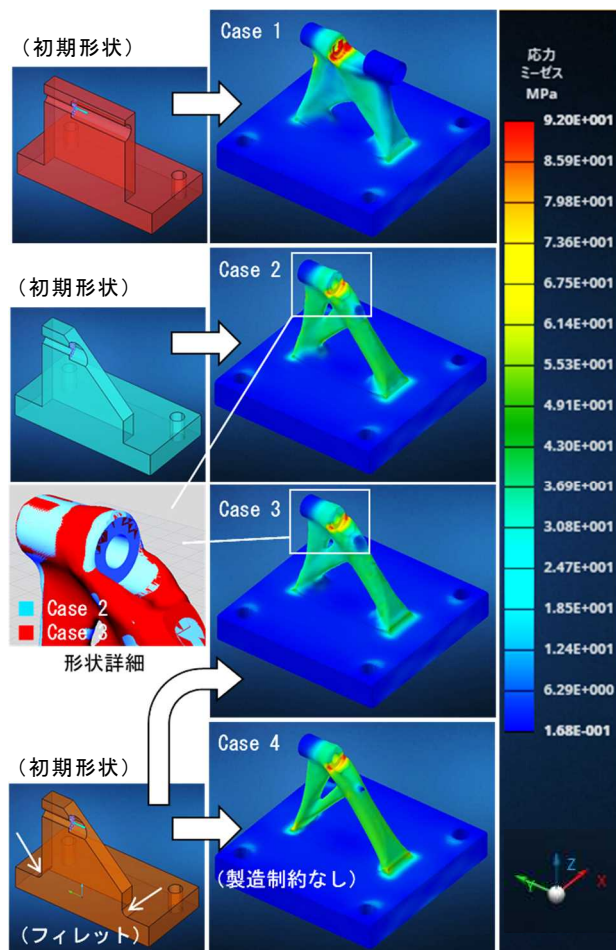 (初期形状)
Case 1
(初期形状)
Case 2
Case 3
Case 2
Case 3
形状詳細
(初期形状)
Case 4
(製造制約なし)
(フィレット)
応力
ミーゼス
MPa
9.20E+001
8.59E+001
7.98E+001
7.36E+001
6.75E+001
6.14E+001
5.53E+001
4.91E+001
4.30E+001
3.69E+001
3.08E+001
2.47E+001
1.85E+001
1.24E+001
6.29E+000
1.68E-001
Z
Y
X